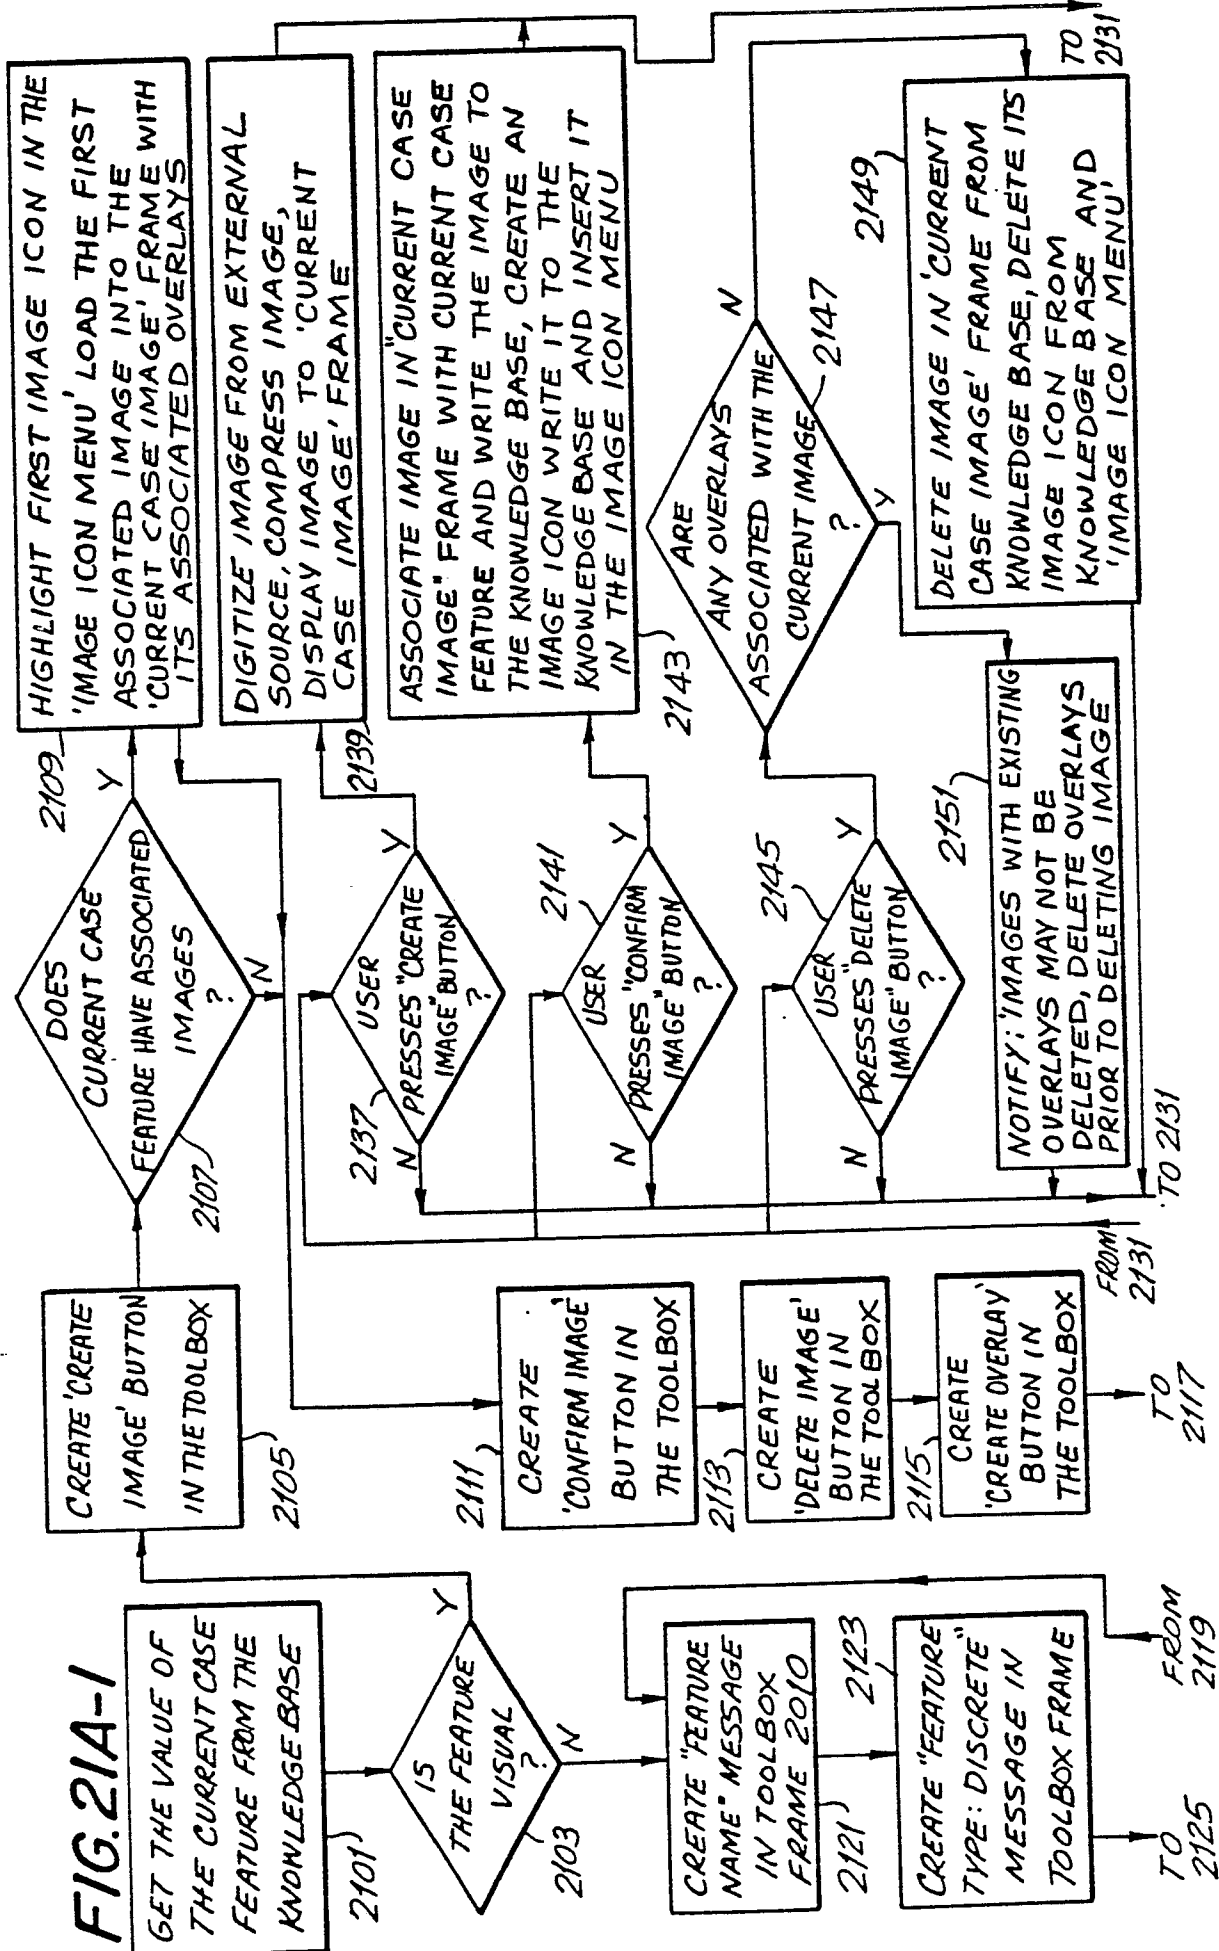 FIG.21A-1
GET THE VALUE OF
THE CURRENT CASE
FEATURE FROM THE
KNOWLEDGE BASE
2101
IS
THE FEATURE
VISUAL
?
Y
N
2103
CREATE 'CREATE
IMAGE' BUTTON
IN THE TOOLBOX
2105
DOES
CURRENT CASE
FEATURE HAVE ASSOCIATED
IMAGES
?
Y
N
2107
HIGHLIGHT FIRST IMAGE ICON IN THE
'IMAGE ICON MENU' LOAD THE FIRST
ASSOCIATED IMAGE INTO THE
'CURRENT CASE IMAGE' FRAME WITH
ITS ASSOCIATED OVERLAYS
2109
CREATE
'CONFIRM IMAGE'
BUTTON IN
THE TOOLBOX
2111
CREATE
'DELETE IMAGE'
BUTTON IN
THE TOOLBOX
2113
CREATE
'CREATE OVERLAY'
BUTTON IN
THE TOOLBOX
2115
TO
2117
CREATE "FEATURE
NAME" MESSAGE
IN TOOLBOX
FRAME 2010
2121
CREATE "FEATURE
TYPE: DISCRETE"
MESSAGE IN
TOOLBOX FRAME
2123
FROM
2119
TO
2125
USER
PRESSES "CREATE
IMAGE" BUTTON
?
Y
N
2137
DIGITIZE IMAGE FROM EXTERNAL
SOURCE, COMPRESS IMAGE,
DISPLAY IMAGE TO 'CURRENT
CASE IMAGE' FRAME
2139
USER
PRESSES "CONFIRM
IMAGE" BUTTON
?
Y
N
2141
ASSOCIATE IMAGE IN "CURRENT CASE
IMAGE" FRAME WITH CURRENT CASE
FEATURE AND WRITE THE IMAGE TO
THE KNOWLEDGE BASE, CREATE AN
IMAGE ICON WRITE IT TO THE
KNOWLEDGE BASE AND INSERT IT
IN THE IMAGE ICON MENU
2143
USER
PRESSES "DELETE
IMAGE" BUTTON
?
Y
N
2145
ARE
ANY OVERLAYS
ASSOCIATED WITH THE
CURRENT IMAGE
?
N
Y
2147
DELETE IMAGE IN 'CURRENT
CASE IMAGE' FRAME FROM
KNOWLEDGE BASE, DELETE ITS
IMAGE ICON FROM
KNOWLEDGE BASE AND
'IMAGE ICON MENU'
2149
NOTIFY: 'IMAGES WITH EXISTING
OVERLAYS MAY NOT BE
DELETED, DELETE OVERLAYS
PRIOR TO DELETING IMAGE
2151
FROM
2131
TO 2131
TO
2131